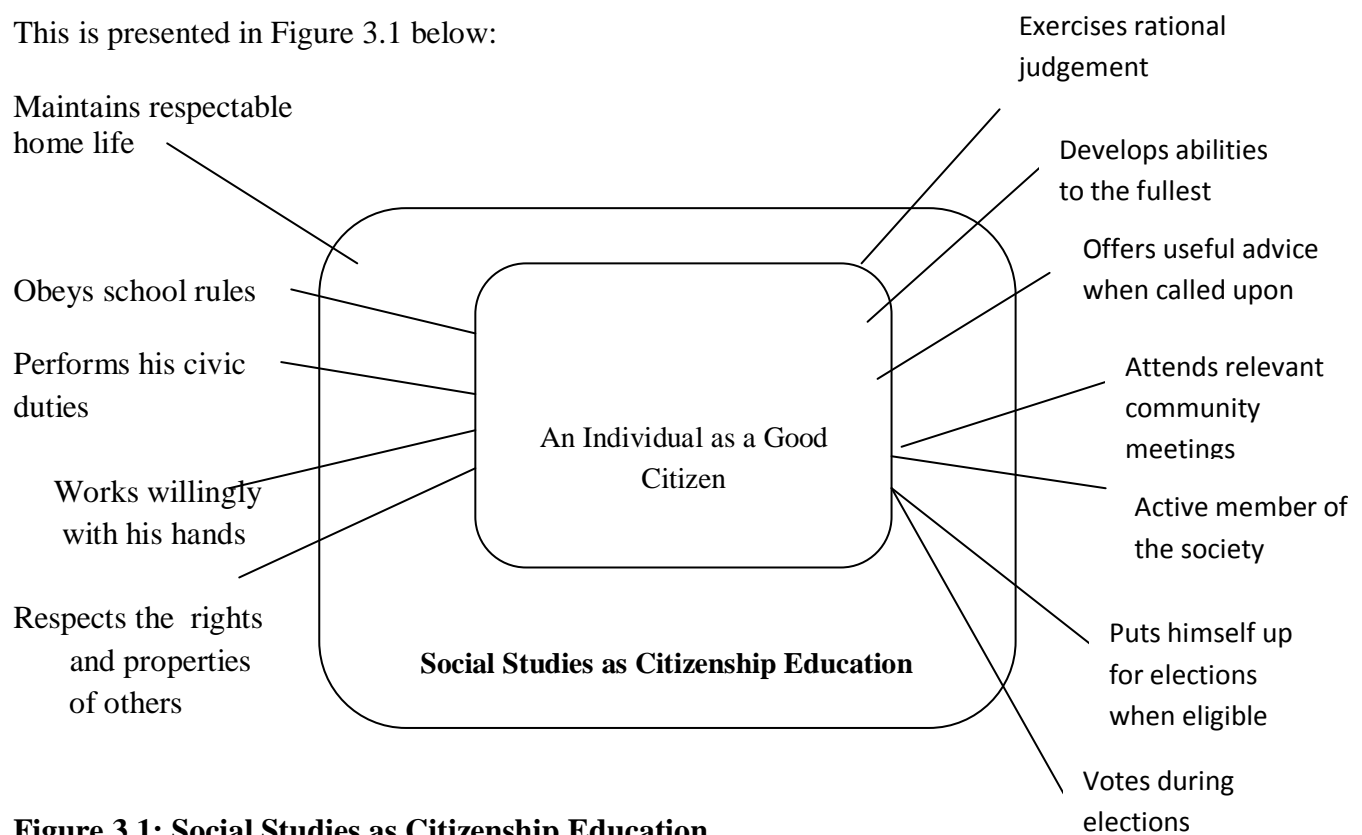 This is presented in Figure 3.1 below:
Maintains respectable
home life
Obeys school rules
Performs his civic
duties
Works willingly
with his hands
Respects the rights
and properties
of others
An Individual as a Good
Citizen
Social Studies as Citizenship Education
Exercises rational
judgement
Develops abilities
to the fullest
Offers useful advice
when called upon
Attends relevant
community
meetings
Active member of
the society
Puts himself up
for elections
when eligible
Votes during
elections
Figure 3.1: Social Studies as Citizenship Education